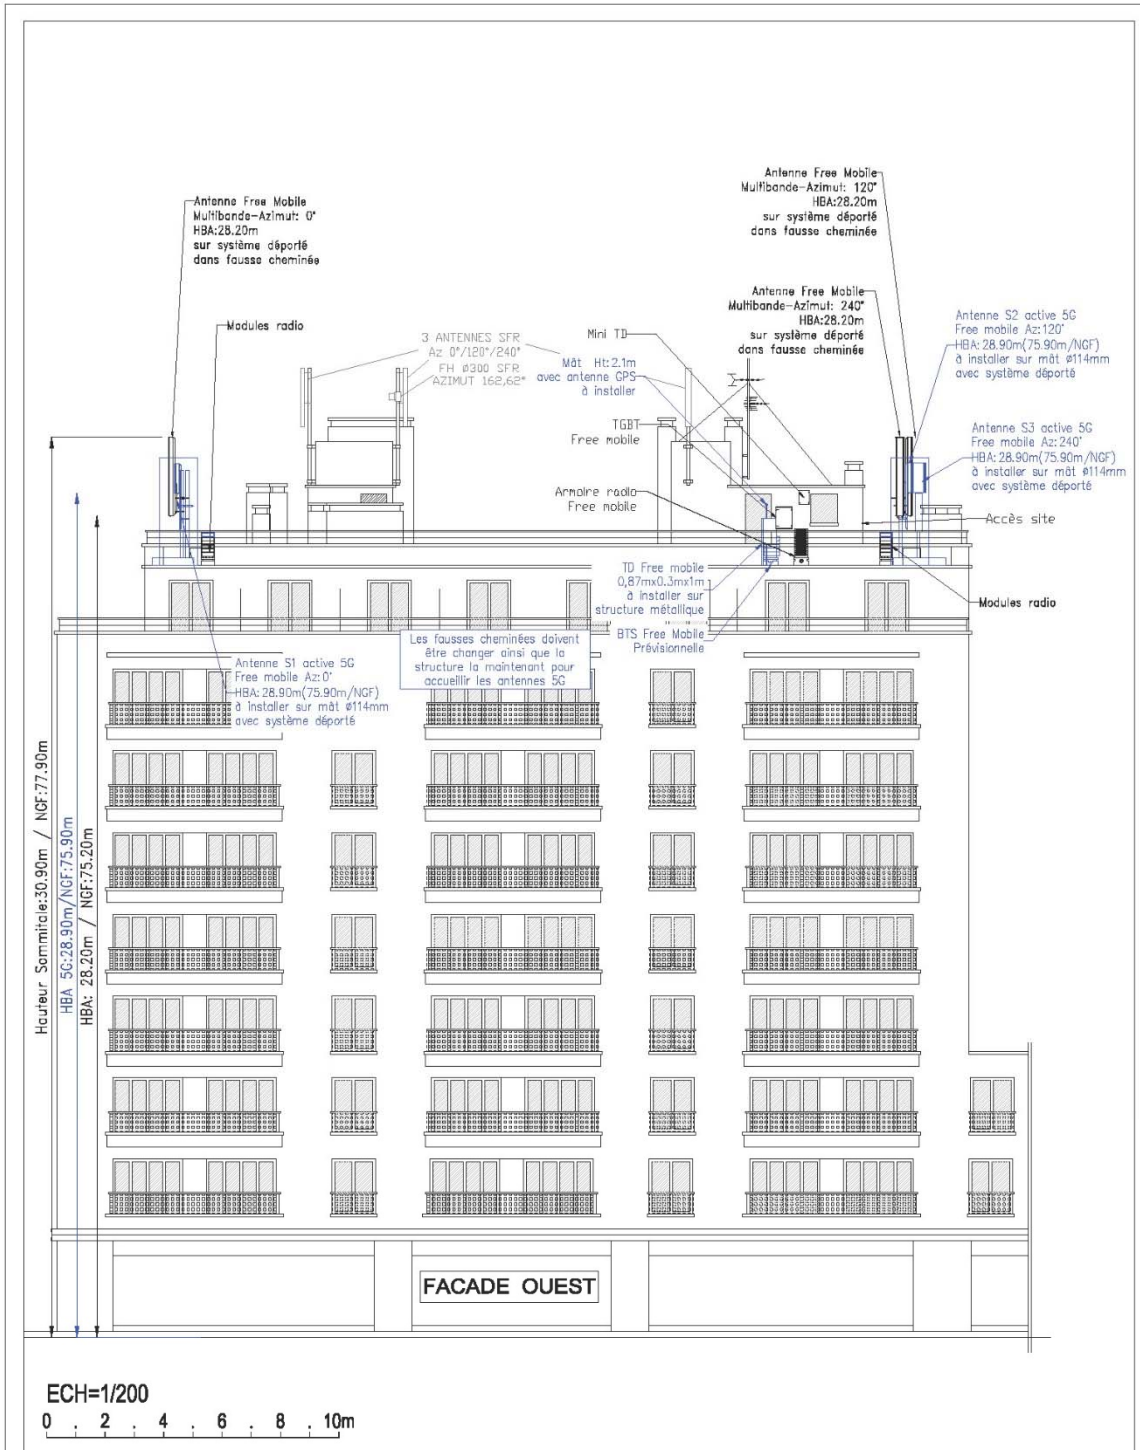 Antenne Free Mobile
Multibande-Azimut: 0°
HBA:28.20m
sur système déporté
dans fausse cheminée
Modules radio
3 ANTENNES SFR
Az 0°/120°/240°
FH Ø300 SFR
AZIMUT 162,62°
Mât Ht:2.1m
avec antenne GPS
à installer
Mini TD
TGBT
Free mobile
Armoire radio
Free mobile
Antenne Free Mobile
Multibande-Azimut: 120°
HBA:28.20m
sur système déporté
dans fausse cheminée
Antenne Free Mobile
Multibande-Azimut: 240°
HBA:28.20m
sur système déporté
dans fausse cheminée
Antenne S2 active 5G
Free mobile Az:120°
HBA: 28.90m(75.90m/NGF)
à installer sur mât Ø114mm
avec système déporté
Antenne S3 active 5G
Free mobile Az:240°
HBA: 28.90m(75.90m/NGF)
à installer sur mât Ø114mm
avec système déporté
Accès site
Modules radio
TD Free mobile
0,87mx0.3mx1m
à installer sur
structure métallique
BTS Free Mobile
Prévisionnelle
Les fausses cheminées doivent
être changer ainsi que la
structure la maintenant pour
accueillir les antennes 5G
Antenne S1 active 5G
Free mobile Az:0°
HBA: 28.90m(75.90m/NGF)
à installer sur mât Ø114mm
avec système déporté
Hauteur Sommitale:30.90m / NGF:77.90m
HBA 5G:28.90m/NGF:75.90m
HBA: 28.20m / NGF:75.20m
FACADE OUEST
ECH=1/200
0 . 2 . 4 . 6 . 8 . 10m